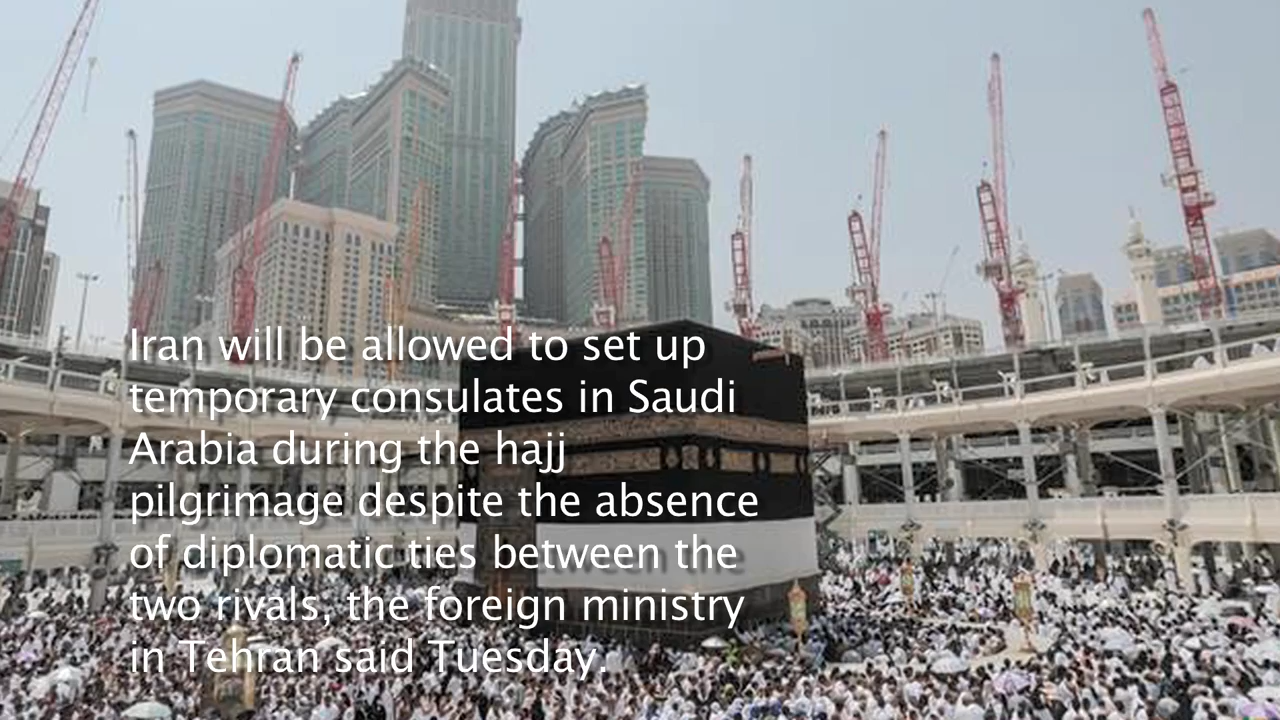 Iran will be allowed to set up
temporary consulates in Saudi
Arabia during the hajj
pilgrimage despite the absence
of diplomatic ties between the
two rivals, the foreign ministry
in Tehran said Tuesday.